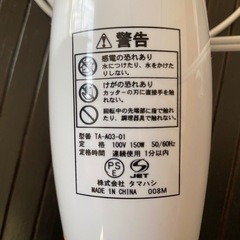 警告
感電の恐れあり
水につけたり、水をかけた
りしない。
けがの恐れあり
カッターの刃に直接手を触
れない。
回転中の先端部に指で触っ
たり、調理器具で触れない。
型番 TA-A03-01
定格 100V 150W 50/60Hz
定格時間 連続使用1分以内
PS
E
S
JET
株式会社 タマハシ
MADE IN CHINA 008M